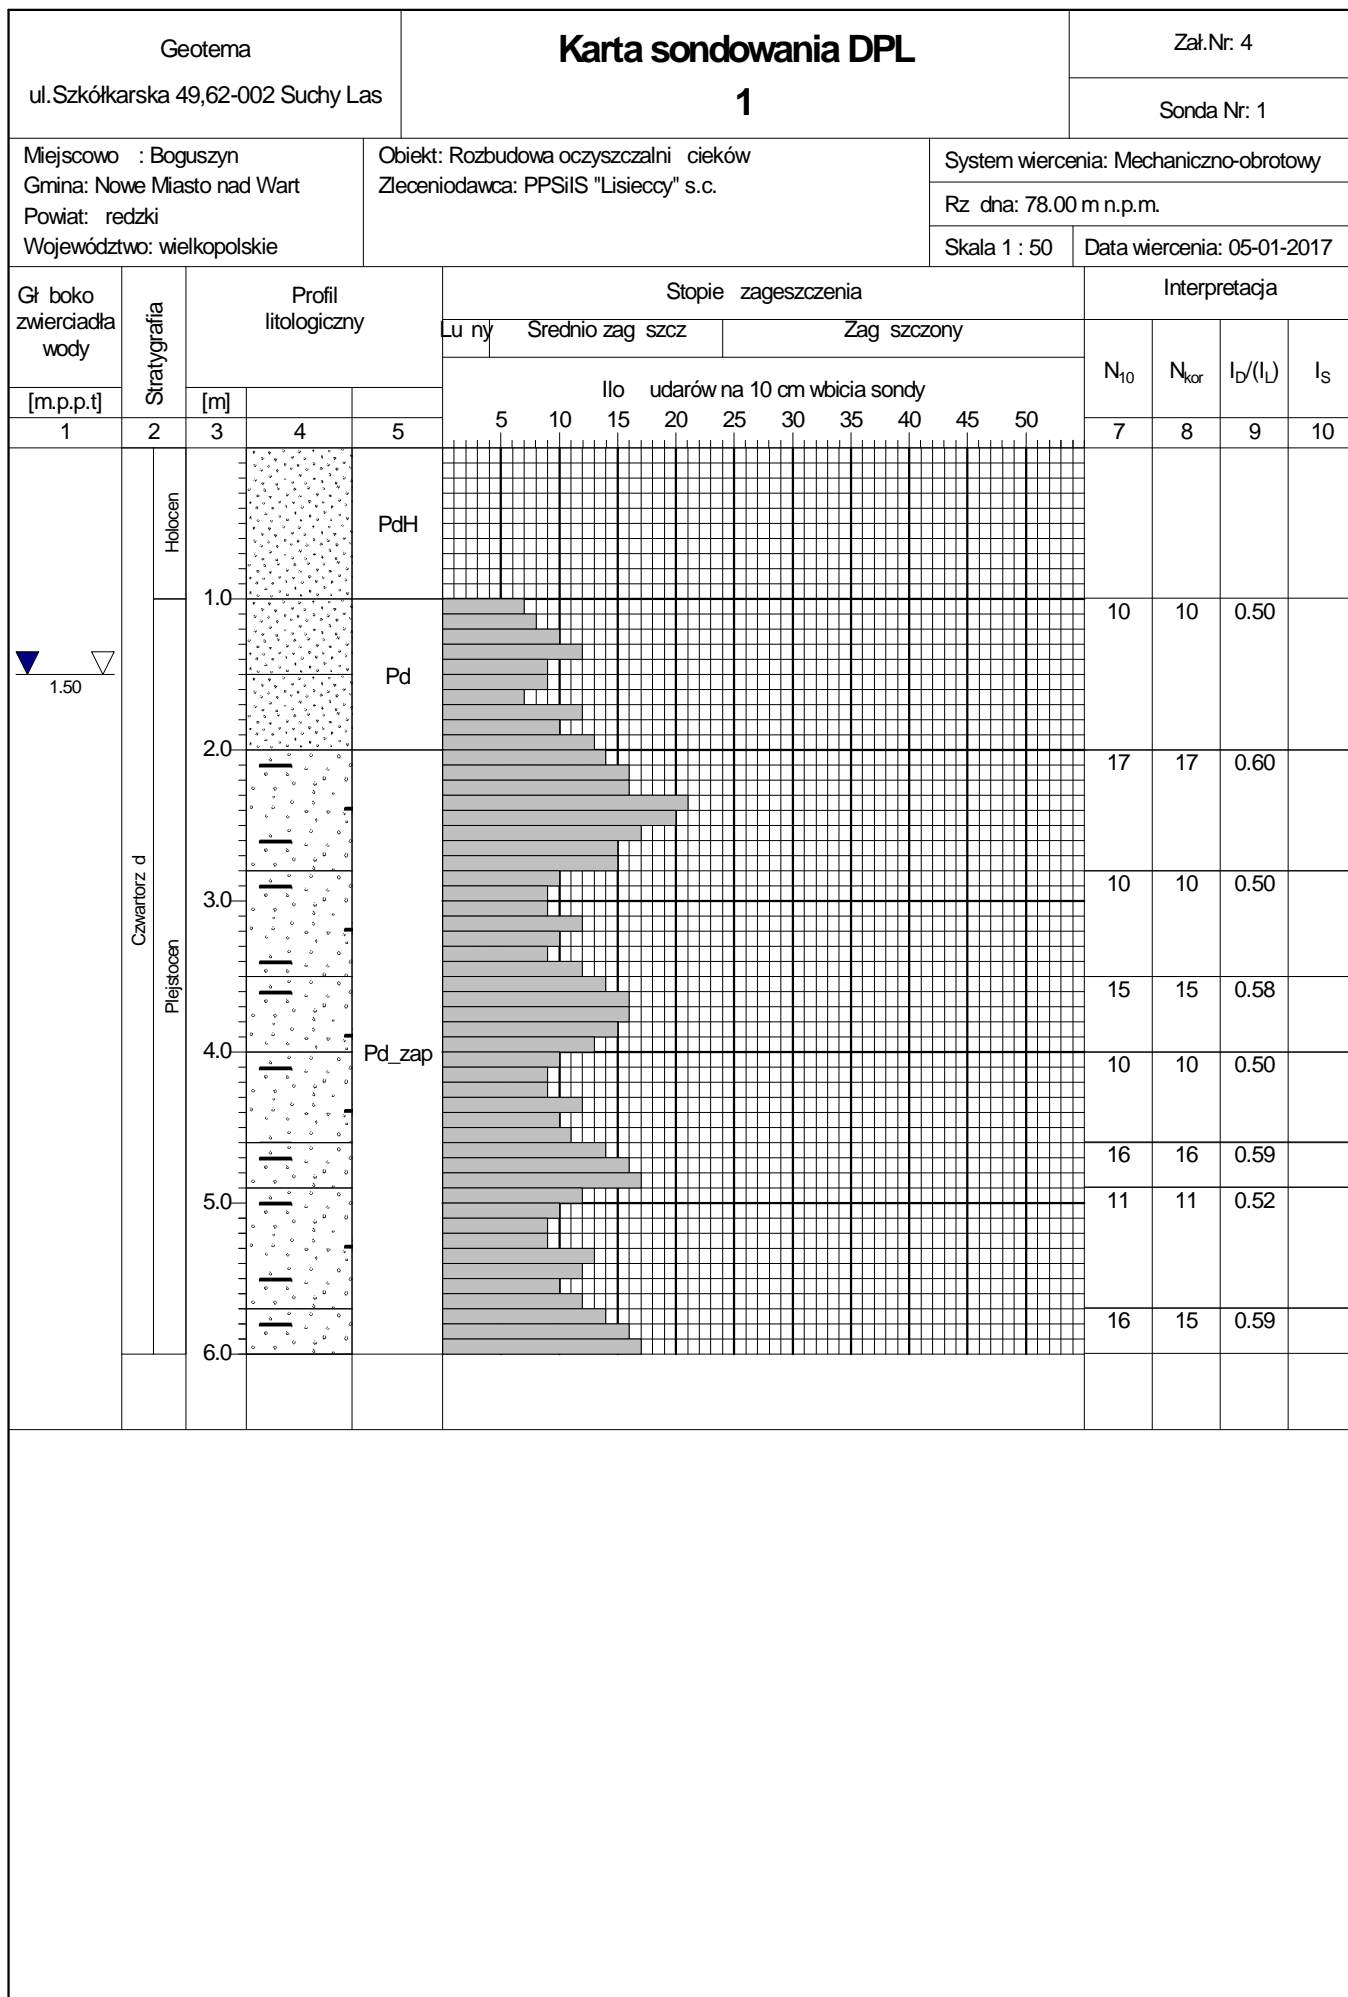 Geotema
ul.Szkółkarska 49,62-002 Suchy Las
Karta sondowania DPL
1
Zał.Nr: 4
Sonda Nr: 1
Miejscowo : Boguszyn
Gmina: Nowe Miasto nad Wart
Powiat: redzki
Województwo: wielkopolskie
Obiekt: Rozbudowa oczyszczalni cieków
Zleceniodawca: PPSiIS "Lisieccy" s.c.
System wiercenia: Mechaniczno-obrotowy
Rz dna: 78.00 m n.p.m.
Skala 1 : 50
Data wiercenia: 05-01-2017
Gł boko
zwierciadła
wody
[m.p.p.t]
Stratygrafia
Profil
litologiczny
[m]
Stopie zageszczenia
Lu ny
Srednio zag szcz
Zag szczony
Ilo udarów na 10 cm wbicia sondy
5 10 15 20 25 30 35 40 45 50
Interpretacja
N10 Nkor ID/(IL) IS
1 2 3 4 5 7 8 9 10
Czwartorz d
Holocen
Plejstocen
PdH
1.0
10 10 0.50
1.50
Pd
2.0
17 17 0.60
10 10 0.50
3.0
15 15 0.58
Pd_zap
4.0
10 10 0.50
16 16 0.59
5.0
11 11 0.52
16 15 0.59
6.0